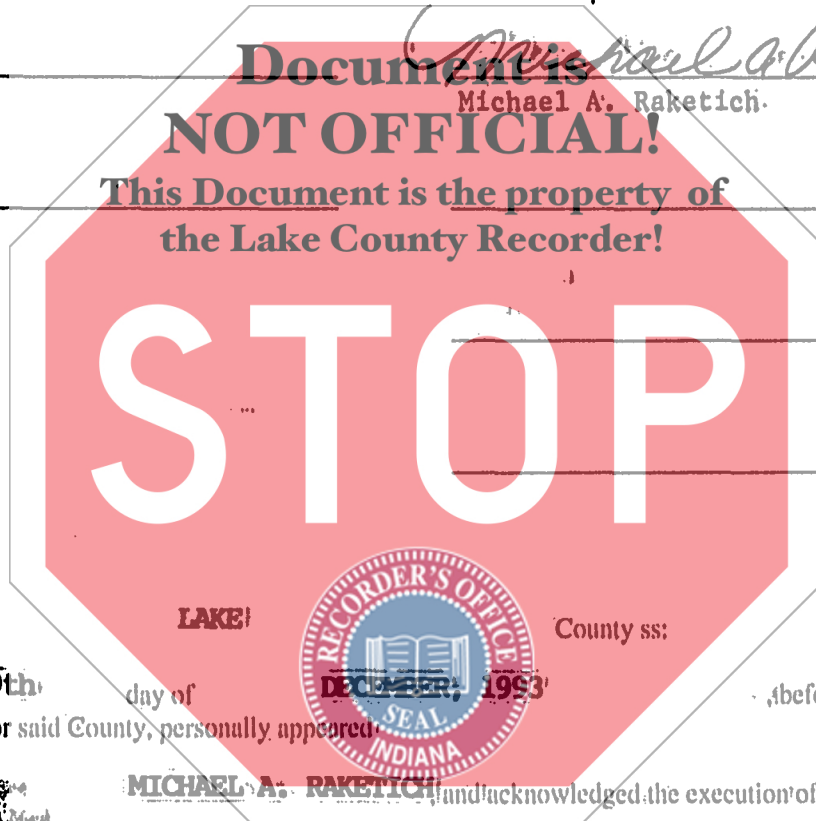 Document is
Michael A. Raketich
NOT OFFICIAL!
This Document is the property of
the Lake County Recorder!
STOP
RECORDER'S OFFICE
LAKE
County ss:
th day of DECEMBER, 1993
SEAL
said County, personally appeared
INDIANA
MICHAEL A. RAKETICH and acknowledged the execution of